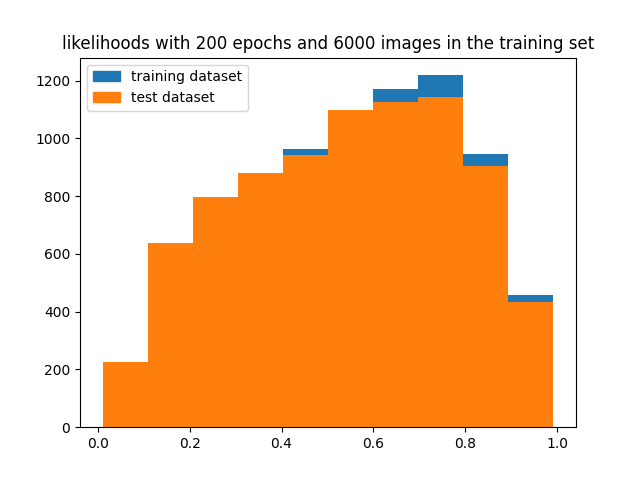 likelihoods with 200 epochs and 6000 images in the training set
training dataset
test dataset
1200
1000
800
600
400
200
0
0.0 0.2 0.4 0.6 0.8 1.0